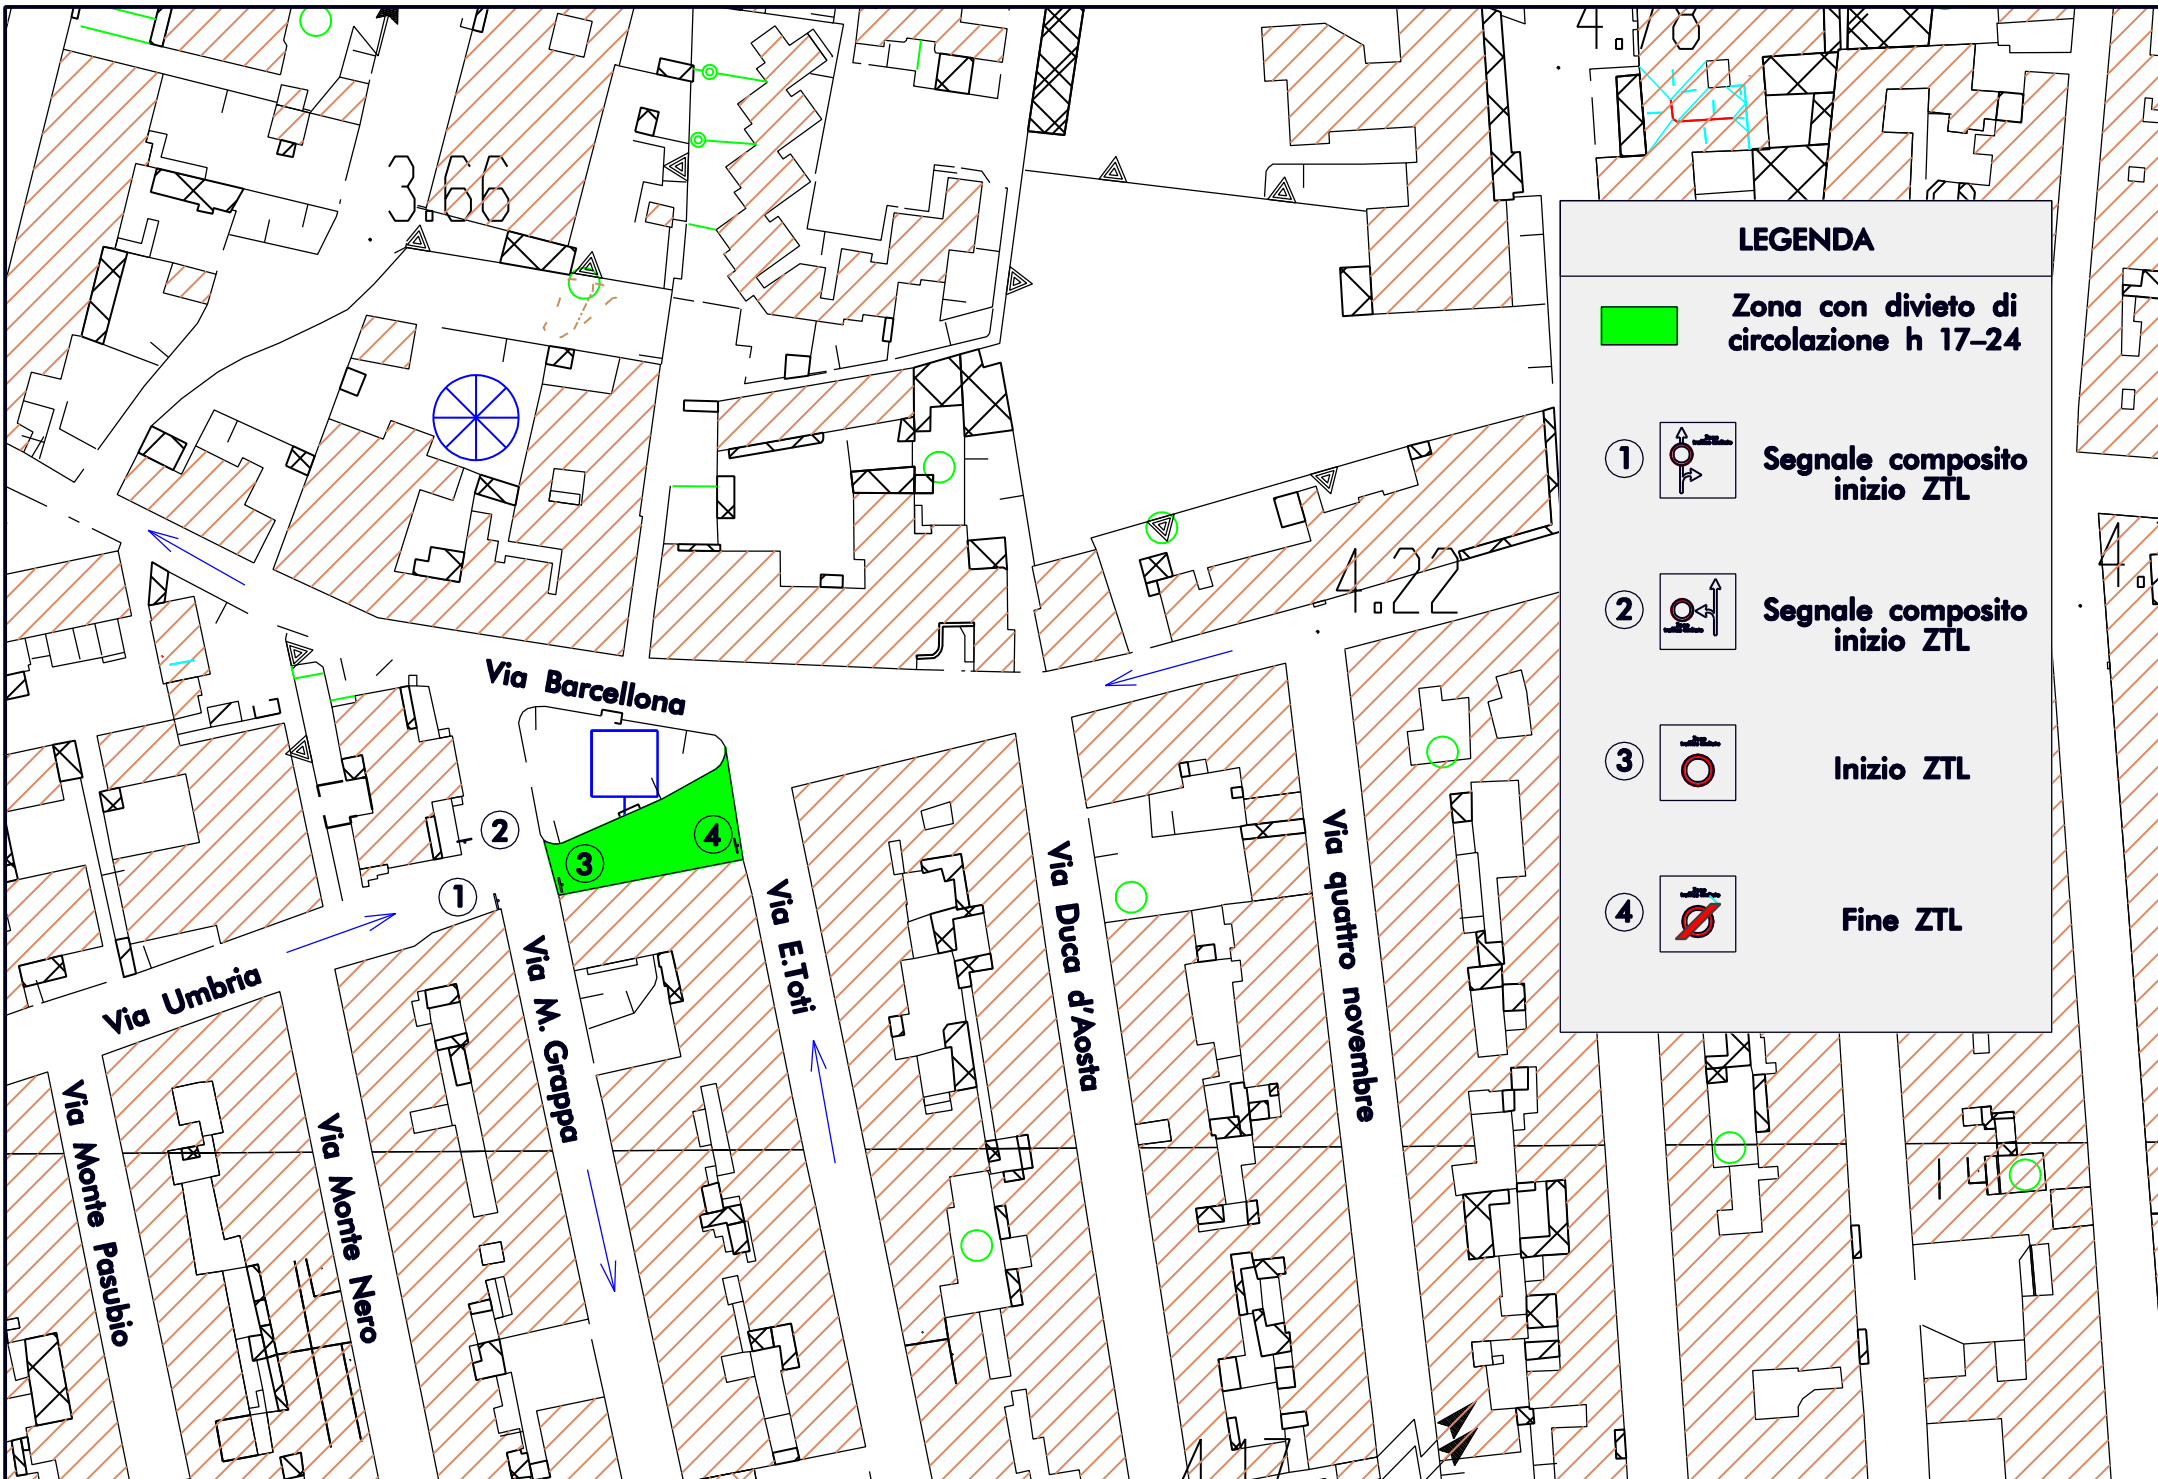 3.66
4.22
LEGENDA
Zona con divieto di
circolazione h 17–24
1
Segnale composito
inizio ZTL
2
Segnale composito
inizio ZTL
3
Inizio ZTL
4
Fine ZTL
Via Barcellona
2
3
4
1
Via Umbria
Via Monte Pasubio
Via Monte Nero
Via M. Grappa
Via E.Toti
Via Duca d'Aosta
Via quattro novembre